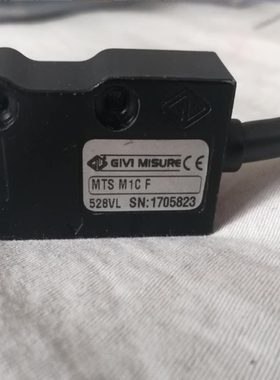 GIVI MISURE CE
MTS M1C F
528VL SN:1705823